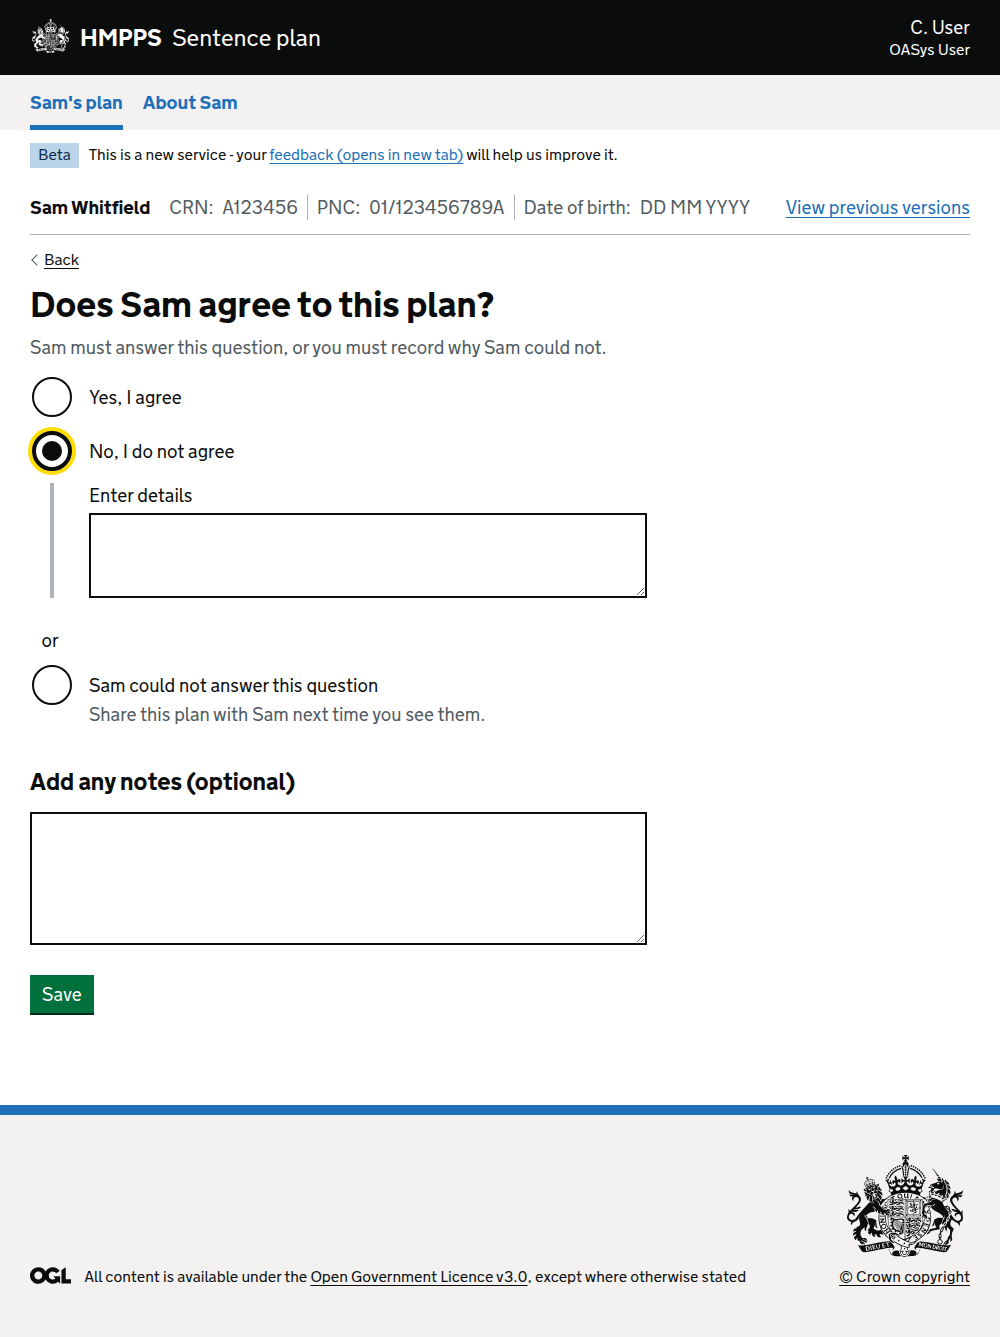 HMPPS Sentence plan
C. User
OASys User
Sam's plan About Sam
Beta This is a new service - your feedback (opens in new tab) will help us improve it.
Sam Whitfield CRN: A123456 PNC: 01/123456789A Date of birth: DD MM YYYY View previous versions
Back
Does Sam agree to this plan?
Sam must answer this question, or you must record why Sam could not.
Yes, I agree
No, I do not agree
Enter details
or
Sam could not answer this question
Share this plan with Sam next time you see them.
Add any notes (optional)
Save
DIEU ET MON DROIT
OGL All content is available under the Open Government Licence v3.0, except where otherwise stated
© Crown copyright